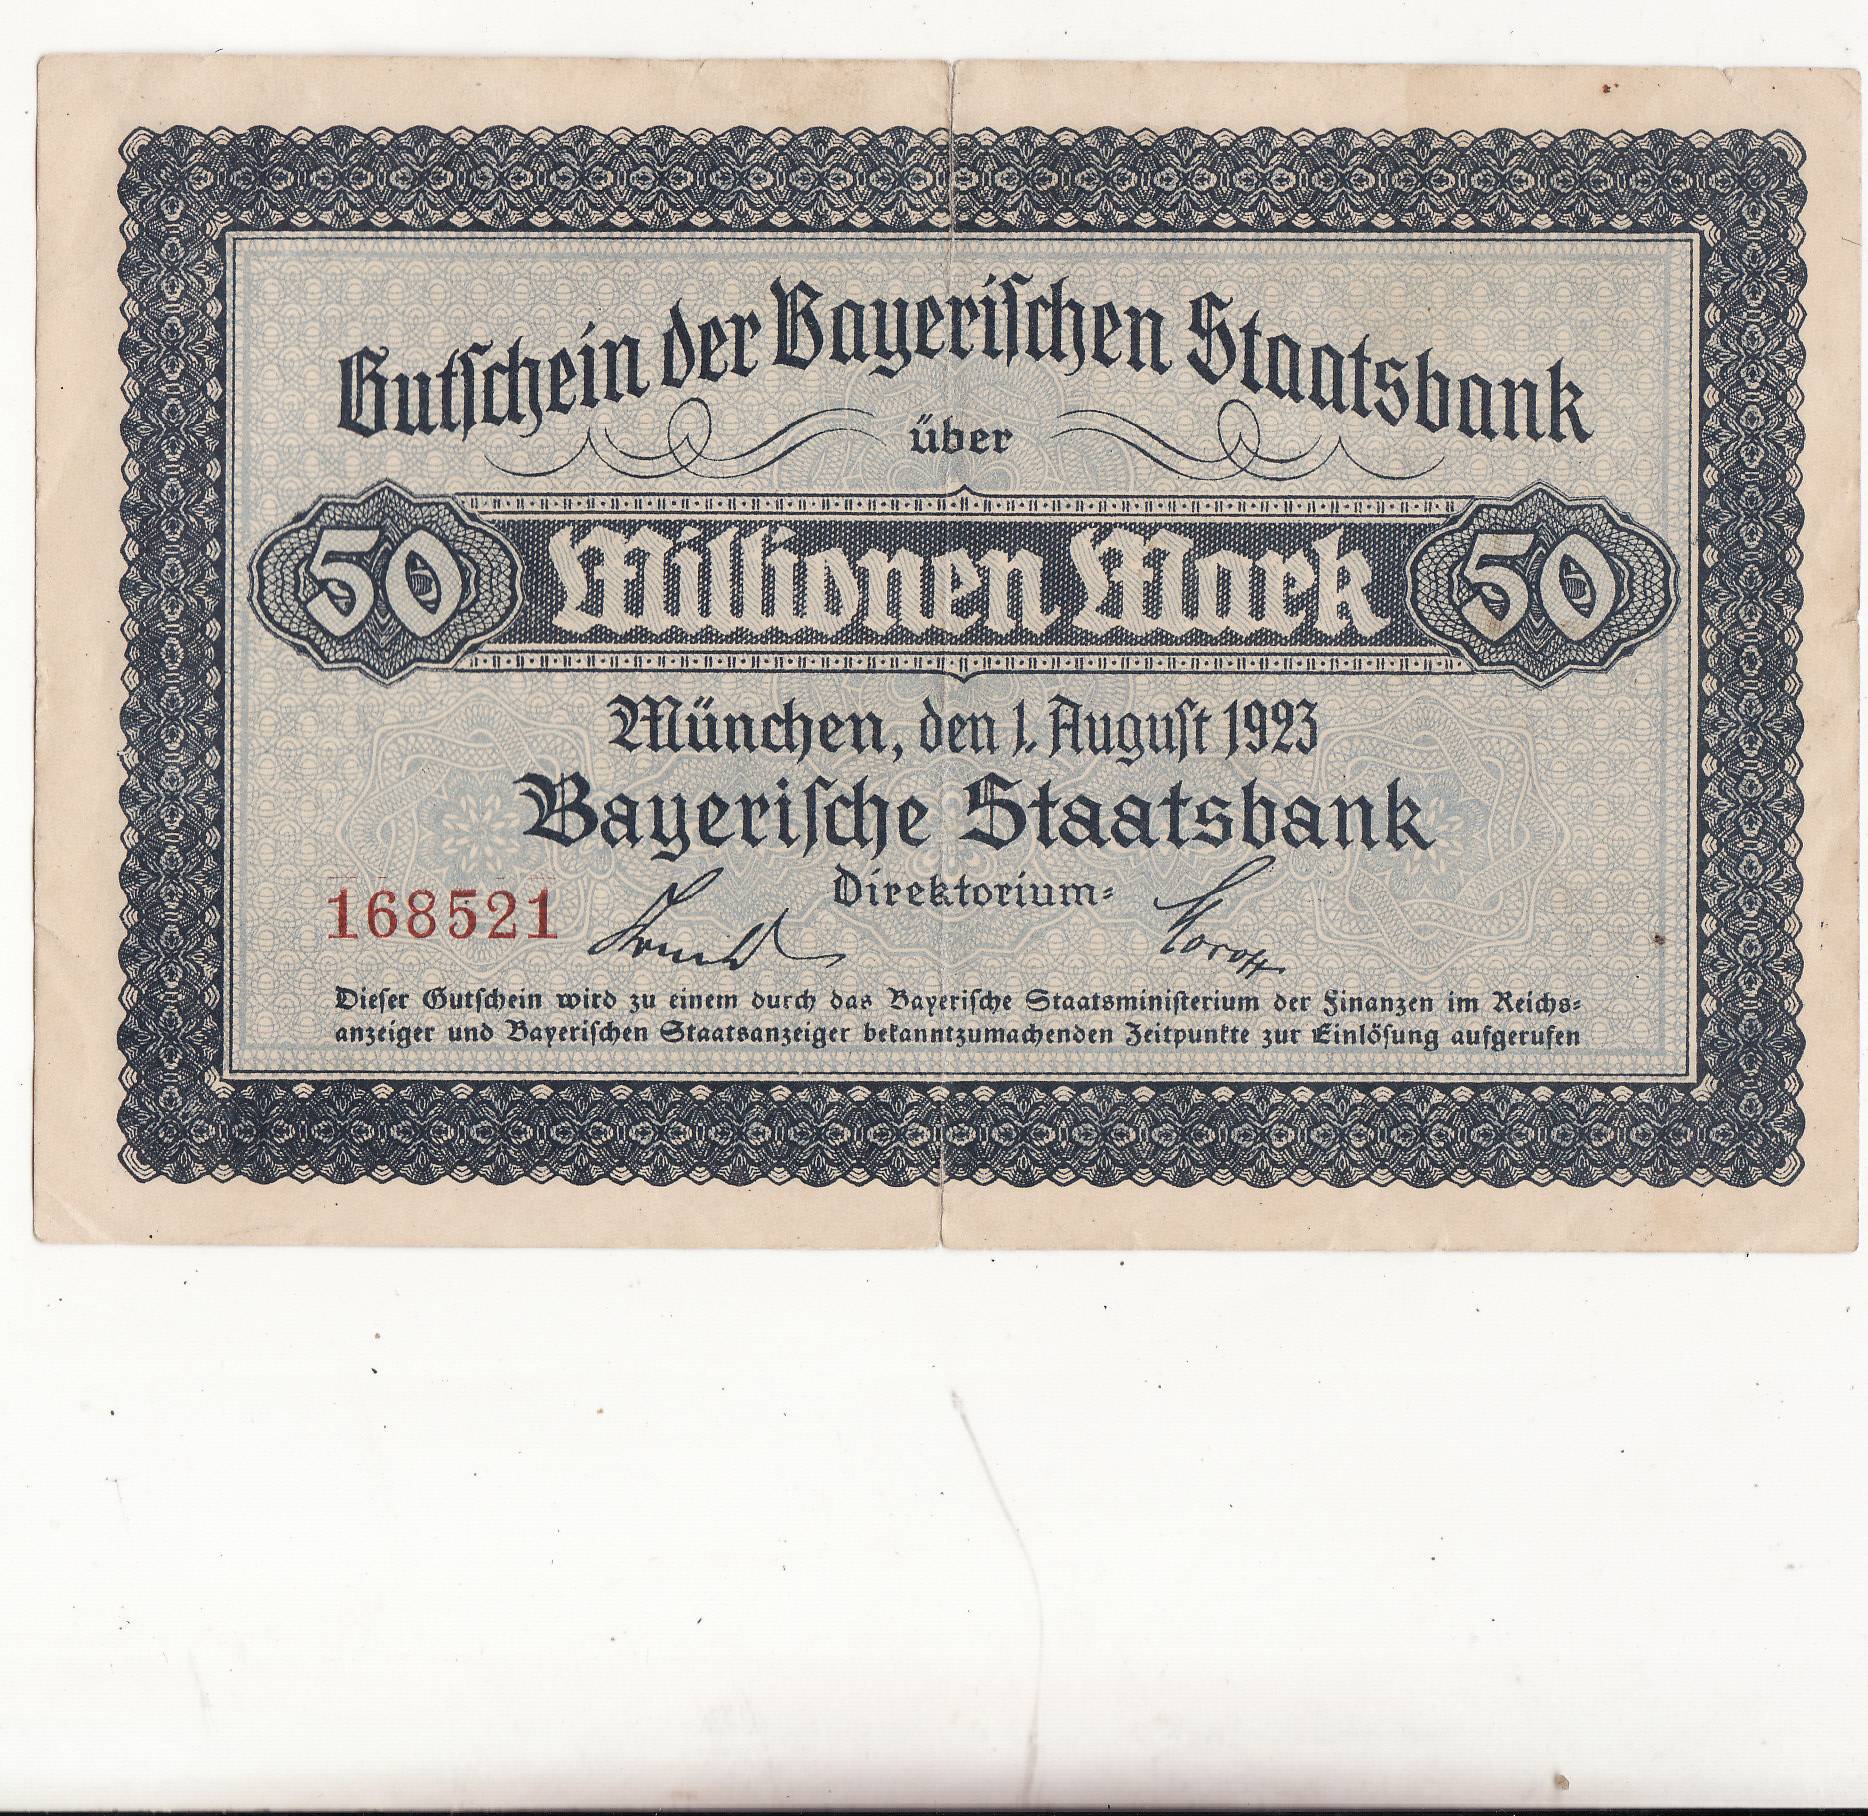 Gutschein der Bayerischen Staatsbank
über
50 Millionen Mark 50
München, den 1. August 1923
Bayerische Staatsbank
Direktorium:
168521
Dieser Gutschein wird zu einem durch das Bayerische Staatsministerium der Finanzen im Reichs-
anzeiger und Bayerischen Staatsanzeiger bekanntzumachenden Zeitpunkte zur Einlösung aufgerufen